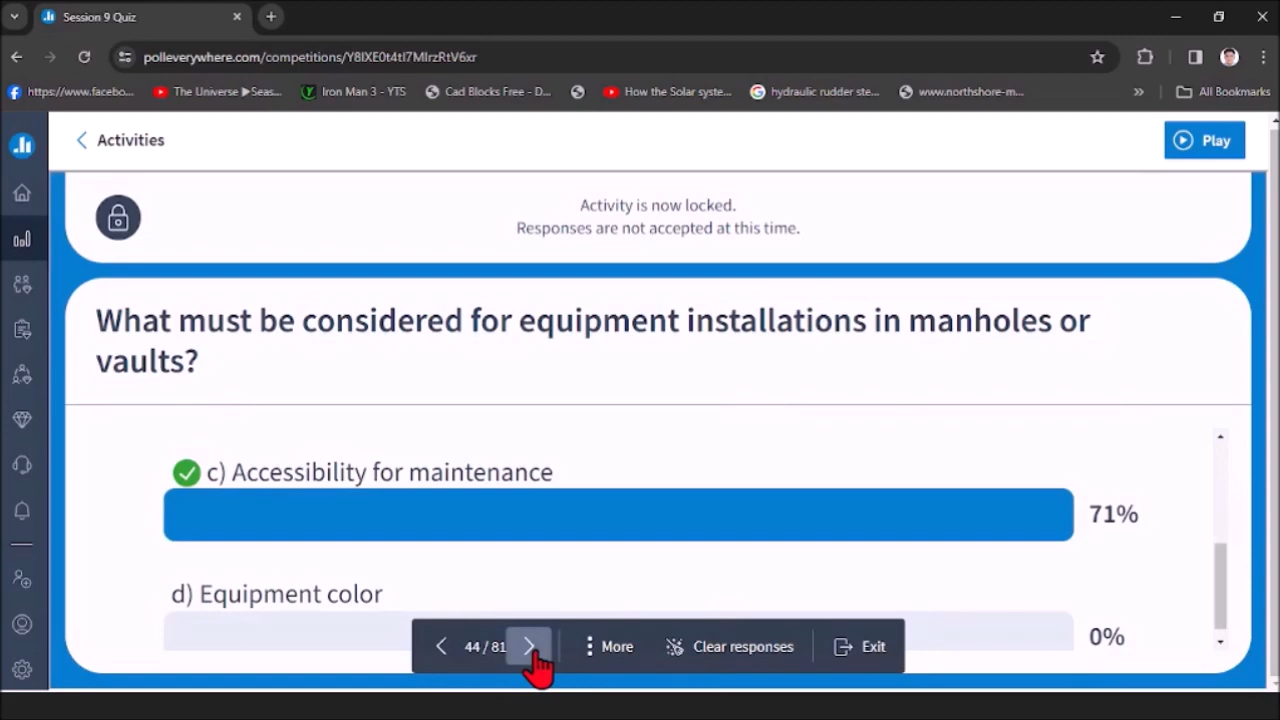 Session 9 Quiz
polleverywhere.com/competitions/Y8IXE0t4tI7MIrzRtV6xr
https://www.facebo... The Universe ▶Seas... Iron Man 3 - YTS Cad Blocks Free - D... How the Solar syste... hydraulic rudder ste... www.northshore-m... » All Bookmarks
Activities
Play
Activity is now locked.
Responses are not accepted at this time.
What must be considered for equipment installations in manholes or
vaults?
c) Accessibility for maintenance
71%
d) Equipment color
0%
44 / 81 More Clear responses Exit